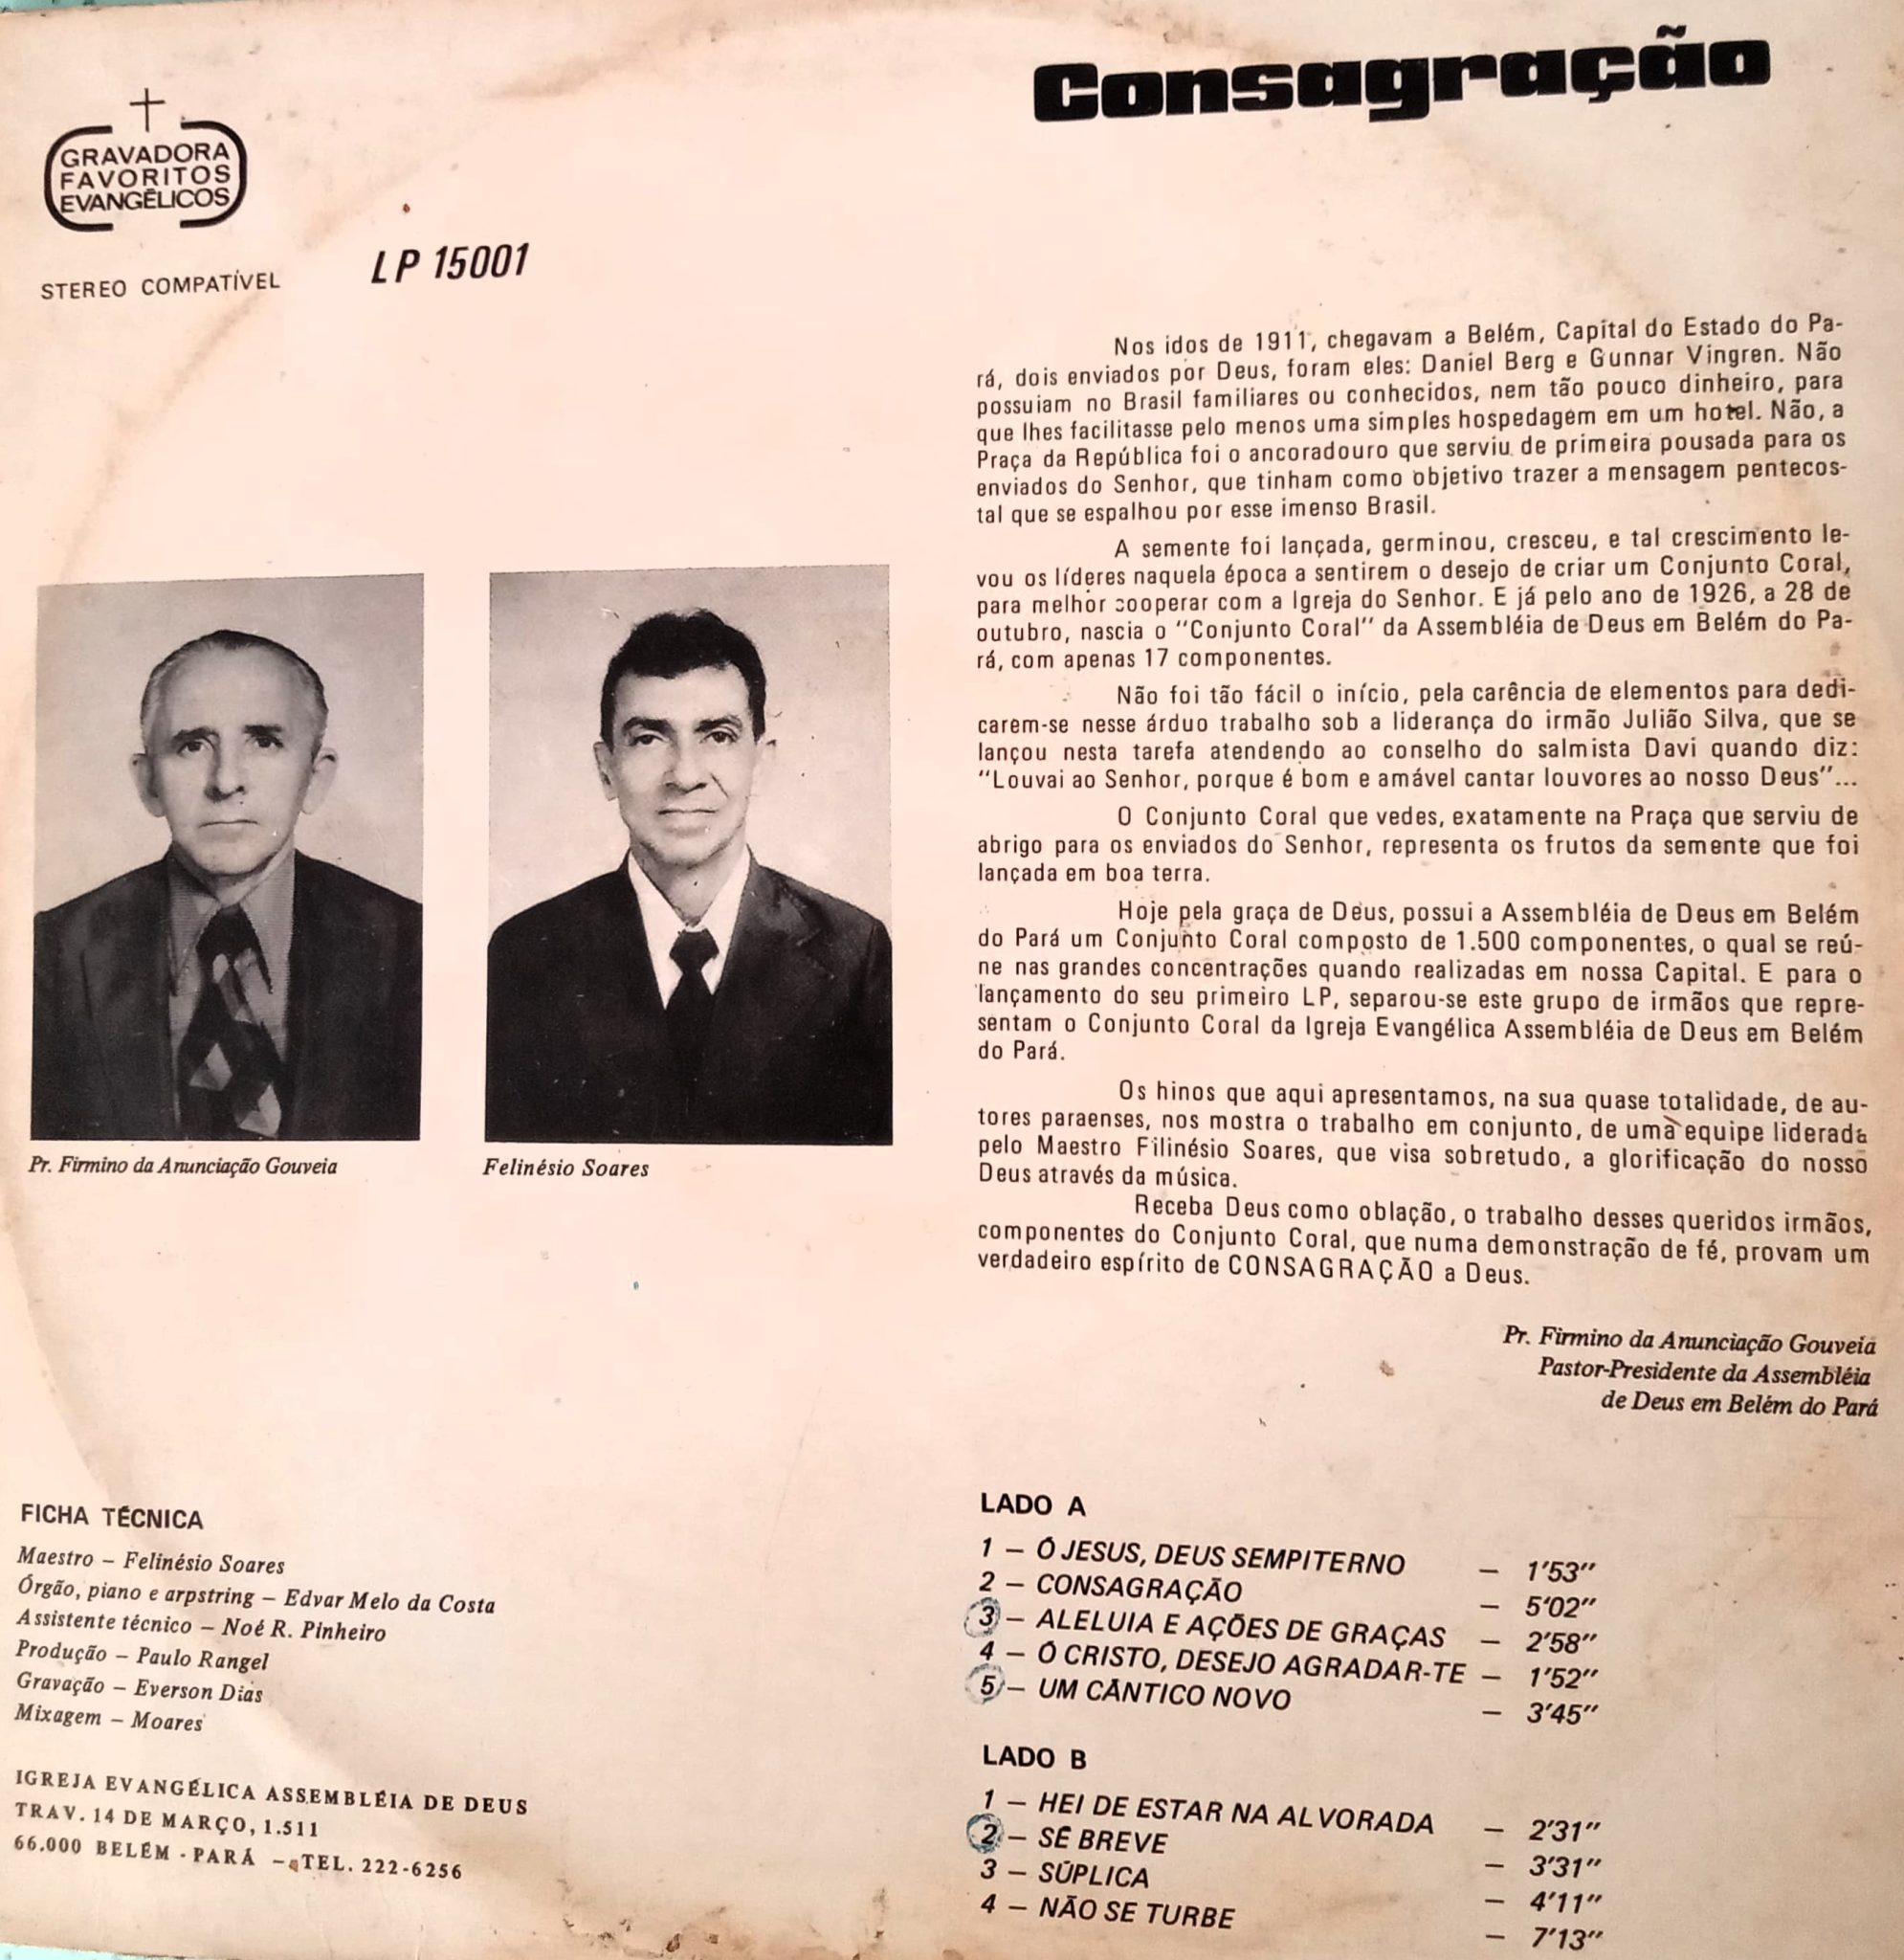 Consagração
GRAVADORA
FAVORITOS
EVANGÉLICOS
STEREO COMPATÍVEL
LP 15001
Nos idos de 1911, chegavam a Belém, Capital do Estado do Pa-
rá, dois enviados por Deus, foram eles: Daniel Berg e Gunnar Vingren. Não
possuiam no Brasil familiares ou conhecidos, nem tão pouco dinheiro, para
que lhes facilitasse pelo menos uma simples hospedagem em um hotel. Não, a
Praça da República foi o ancoradouro que serviu de primeira pousada para os
enviados do Senhor, que tinham como objetivo trazer a mensagem pentecos-
tal que se espalhou por esse imenso Brasil.
A semente foi lançada, germinou, cresceu, e tal crescimento le-
vou os líderes naquela época a sentirem o desejo de criar um Conjunto Coral,
para melhor cooperar com a Igreja do Senhor. E já pelo ano de 1926, a 28 de
outubro, nascia o "Conjunto Coral" da Assembléia de Deus em Belém do Pa-
rá, com apenas 17 componentes.
Não foi tão fácil o início, pela carência de elementos para dedi-
carem-se nesse árduo trabalho sob a liderança do irmão Julião Silva, que se
lançou nesta tarefa atendendo ao conselho do salmista Davi quando diz:
"Louvai ao Senhor, porque é bom e amável cantar louvores ao nosso Deus"...
O Conjunto Coral que vedes, exatamente na Praça que serviu de
abrigo para os enviados do Senhor, representa os frutos da semente que foi
lançada em boa terra.
Hoje pela graça de Deus, possui a Assembléia de Deus em Belém
do Pará um Conjunto Coral composto de 1.500 componentes, o qual se reú-
ne nas grandes concentrações quando realizadas em nossa Capital. E para o
lançamento do seu primeiro LP, separou-se este grupo de irmãos que repre-
sentam o Conjunto Coral da Igreja Evangélica Assembléia de Deus em Belém
do Pará.
Os hinos que aqui apresentamos, na sua quase totalidade, de au-
tores paraenses, nos mostra o trabalho em conjunto, de uma equipe liderada
pelo Maestro Filinésio Soares, que visa sobretudo, a glorificação do nosso
Deus através da música.
Receba Deus como oblação, o trabalho desses queridos irmãos,
componentes do Conjunto Coral, que numa demonstração de fé, provam um
verdadeiro espírito de CONSAGRAÇÃO a Deus.
Pr. Firmino da Anunciação Gouveia
Pastor-Presidente da Assembléia
de Deus em Belém do Pará
Pr. Firmino da Anunciação Gouveia
Felinésio Soares
FICHA TÉCNICA
Maestro – Felinésio Soares
Órgão, piano e arpstring – Edvar Melo da Costa
Assistente técnico – Noé R. Pinheiro
Produção – Paulo Rangel
Gravação – Everson Dias
Mixagem – Moares
IGREJA EVANGÉLICA ASSEMBLÉIA DE DEUS
TRAV. 14 DE MARÇO, 1.511
66.000 BELÉM - PARÁ – TEL. 222-6256
LADO A
1 – Ó JESUS, DEUS SEMPITERNO – 1'53"
2 – CONSAGRAÇÃO – 5'02"
3 – ALELUIA E AÇÕES DE GRAÇAS – 2'58"
4 – Ó CRISTO, DESEJO AGRADAR-TE – 1'52"
5 – UM CÂNTICO NOVO – 3'45"
LADO B
1 – HEI DE ESTAR NA ALVORADA – 2'31"
2 – SÊ BREVE – 3'31"
3 – SÚPLICA – 4'11"
4 – NÃO SE TURBE – 7'13"